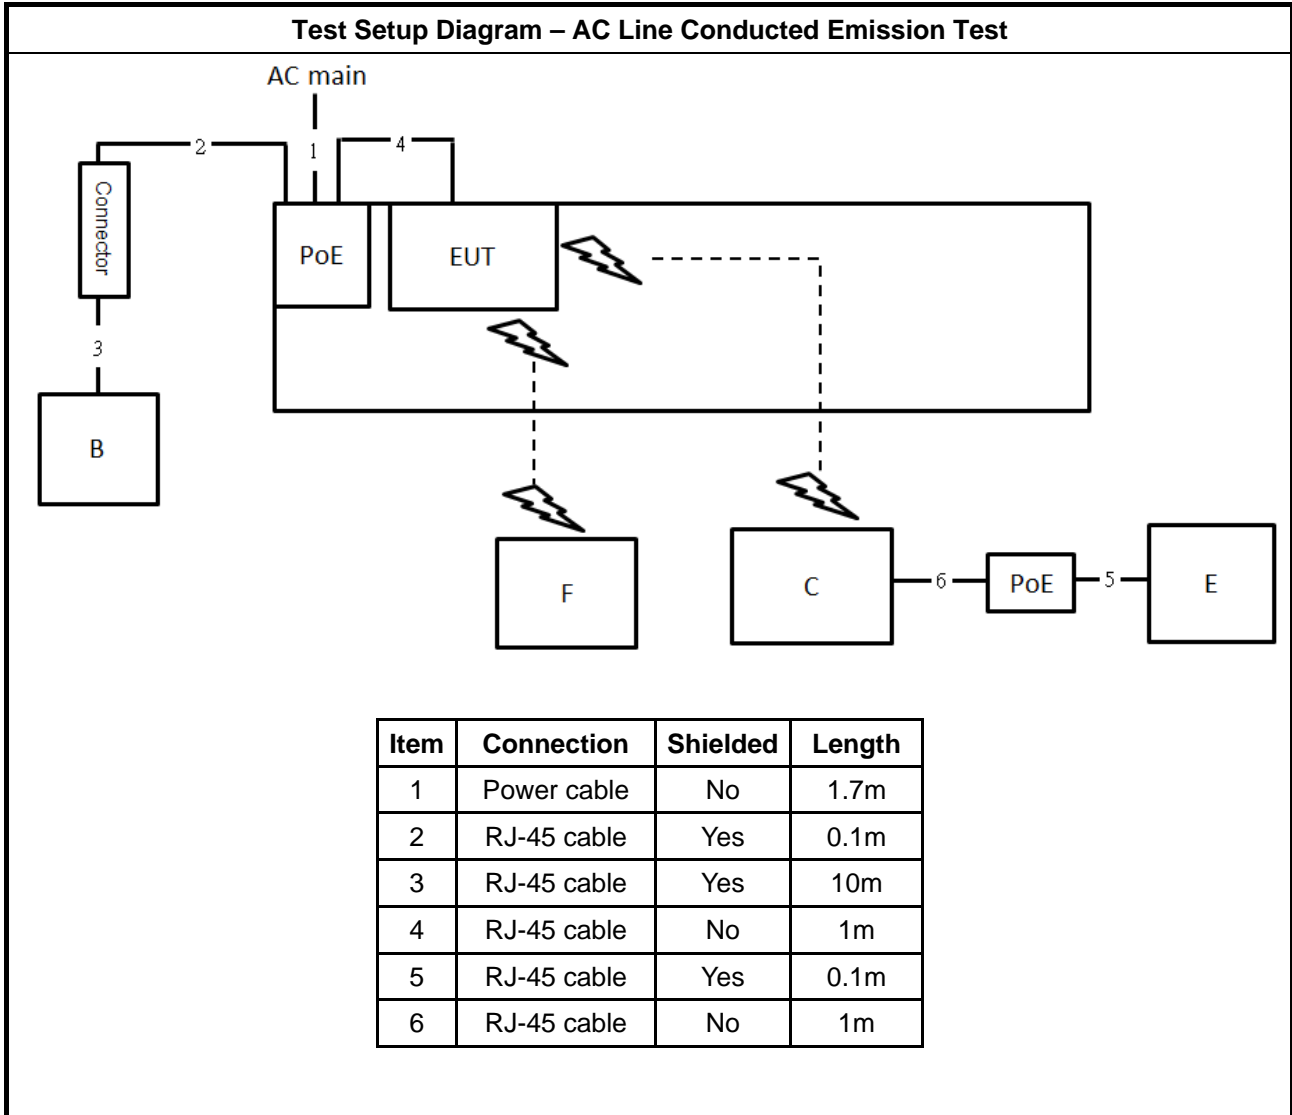 Test Setup Diagram – AC Line Conducted Emission Test
AC main
2
1
4
Connector
PoE
EUT
3
B
F
C
6
PoE
5
E
Item Connection Shielded Length
1 Power cable No 1.7m
2 RJ-45 cable Yes 0.1m
3 RJ-45 cable Yes 10m
4 RJ-45 cable No 1m
5 RJ-45 cable Yes 0.1m
6 RJ-45 cable No 1m